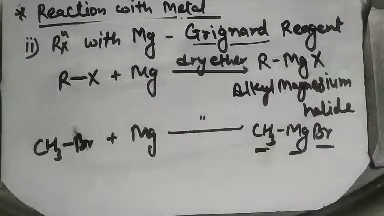 * Reaction with Metal
ii) Rxⁿ with Mg - Grignard Reagent
R-X + Mg dry ether R-MgX
Alkyl Magnesium
halide
CH₃-Br + Mg " CH₃-MgBr